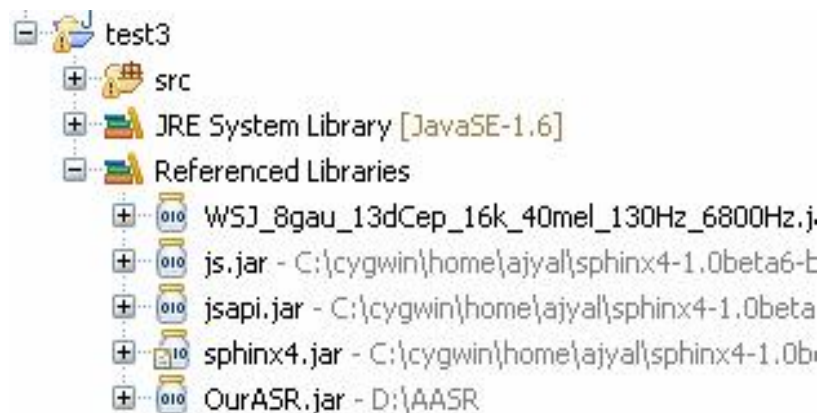 test3
src
JRE System Library [JavaSE-1.6]
Referenced Libraries
WSJ_8gau_13dCep_16k_40mel_130Hz_6800Hz.j
js.jar - C:\cygwin\home\ajyal\sphinx4-1.0beta6-b
jsapi.jar - C:\cygwin\home\ajyal\sphinx4-1.0beta
sphinx4.jar - C:\cygwin\home\ajyal\sphinx4-1.0b
OurASR.jar - D:\AASR